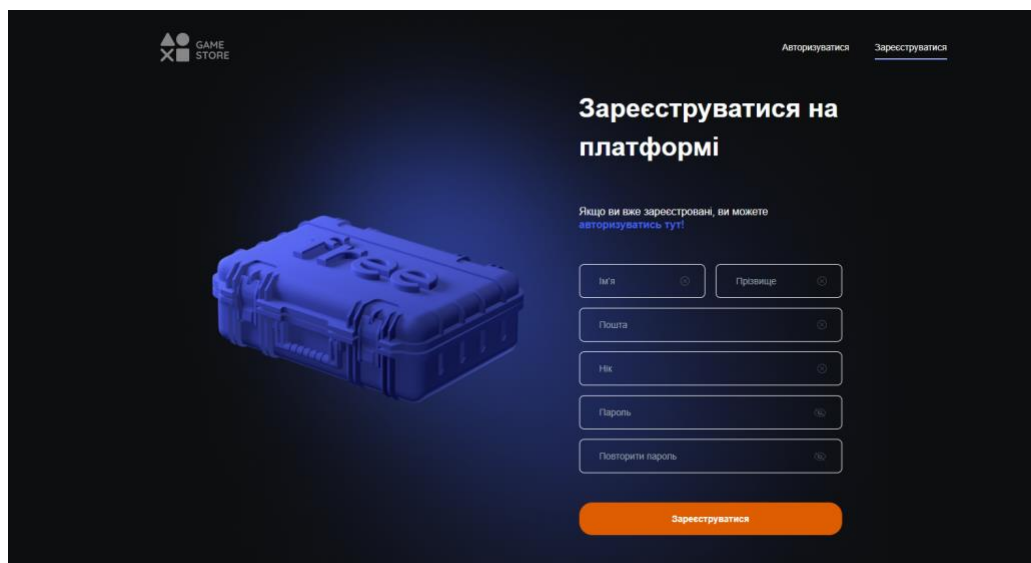 GAME
STORE
Авторизуватися
Зареєструватися
Зареєструватися на
платформі
Якщо ви вже зареєстровані, ви можете
авторизуватись тут!
free
Ім'я
Прізвище
Пошта
Нік
Пароль
Повторити пароль
Зареєструватися